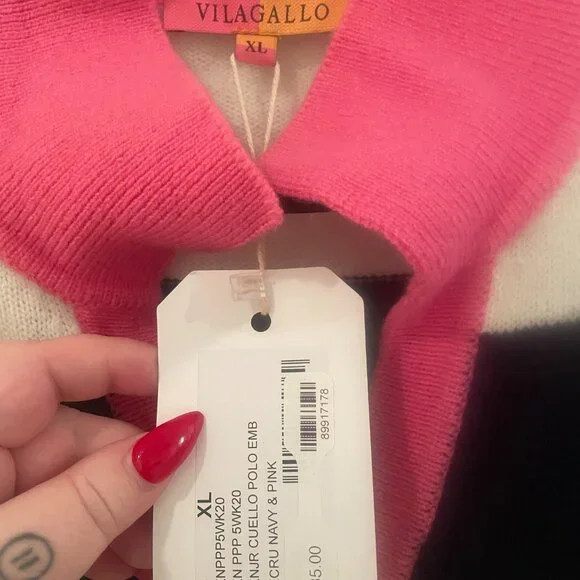 VILAGALLO
XL
89917178
XL
NPPP5WK20
N PPP 5WK20
NJR CUELLO POLO EMB
CRU NAVY & PINK
5.00